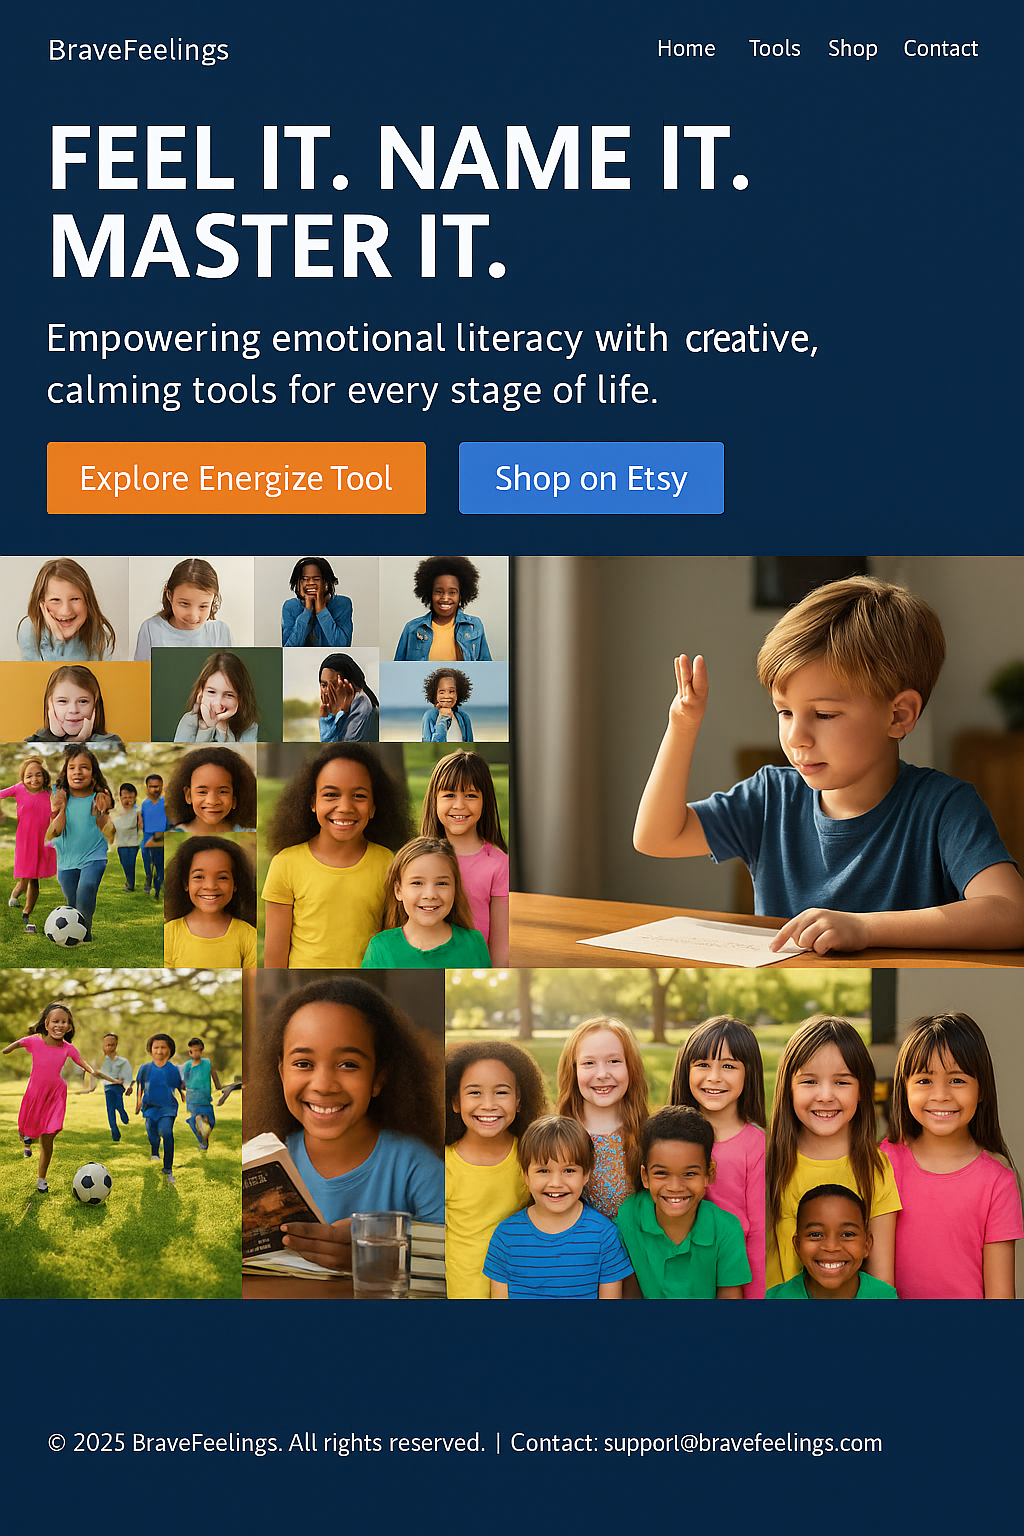 BraveFeelings
Home Tools Shop Contact
FEEL IT. NAME IT.
MASTER IT.
Empowering emotional literacy with creative,
calming tools for every stage of life.
Explore Energize Tool
Shop on Etsy
© 2025 BraveFeelings. All rights reserved. | Contact: support@bravefeelings.com